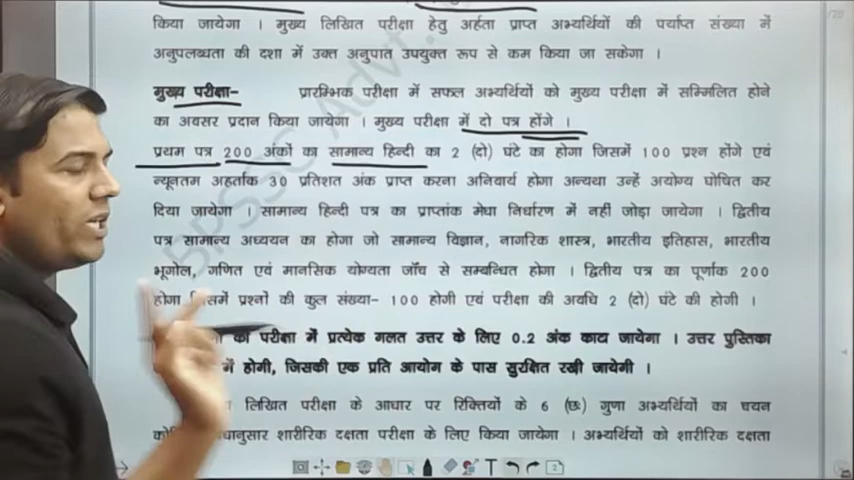 किया जायेगा । मुख्य लिखित परीक्षा हेतु अर्हता प्राप्त अभ्यर्थियों की पर्याप्त संख्या में
अनुपलब्धता की दशा में उक्त अनुपात उपयुक्त रूप से कम किया जा सकेगा ।
मुख्य परीक्षा- प्रारम्भिक परीक्षा में सफल अभ्यर्थियों को मुख्य परीक्षा में सम्मिलित होने
का अवसर प्रदान किया जायेगा । मुख्य परीक्षा में दो पत्र होंगे ।
प्रथम पत्र 200 अंकों का सामान्य हिन्दी का 2 (दो) घंटे का होगा जिसमें 100 प्रश्न होंगे एवं
न्यूनतम अहर्ताक 30 प्रतिशत अंक प्राप्त करना अनिवार्य होगा अन्यथा उन्हें अयोग्य घोषित कर
दिया जायेगा । सामान्य हिन्दी पत्र का प्राप्तांक मेधा निर्धारण में नहीं जोड़ा जायेगा । द्वितीय
पत्र सामान्य अध्ययन का होगा जो सामान्य विज्ञान, नागरिक शास्त्र, भारतीय इतिहास, भारतीय
भूगोल, गणित एवं मानसिक योग्यता जाँच से सम्बन्धित होगा । द्वितीय पत्र का पूर्णाक 200
होगा जिसमें प्रश्नों की कुल संख्या- 100 होगी एवं परीक्षा की अवधि 2 (दो) घंटे की होगी ।
की परीक्षा में प्रत्येक गलत उत्तर के लिए 0.2 अंक काटा जायेगा । उत्तर पुस्तिका
में होगी, जिसकी एक प्रति आयोग के पास सुरक्षित रखी जायेगी ।
लिखित परीक्षा के आधार पर रिक्तियों के 6 (छः) गुणा अभ्यर्थियों का चयन
शारीरिक दक्षता परीक्षा के लिए किया जायेगा । अभ्यर्थियों को शारीरिक दक्षता
BPSSC Advt.